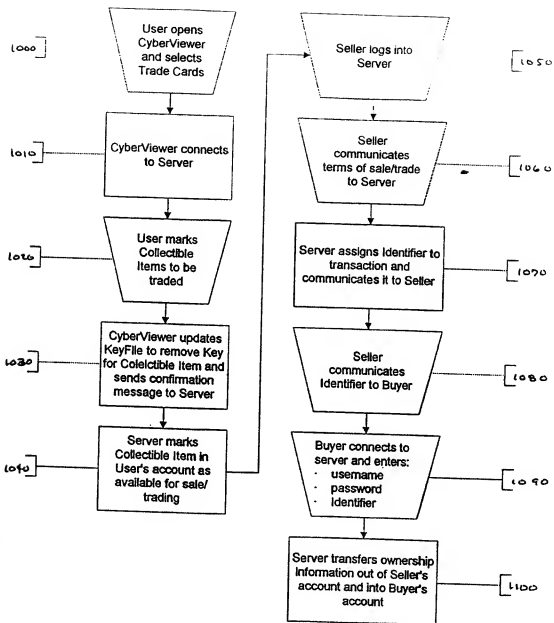 1000
User opens
CyberViewer
and selects
Trade Cards
1010
CyberViewer connects
to Server
1020
User marks
Collectible
Items to be
traded
1030
CyberViewer updates
KeyFile to remove Key
for Colelctible Item and
sends confirmation
message to Server
1040
Server marks
Collectible Item in
User's account as
available for sale/
trading
Seller logs into
Server
1050
Seller
communicates
terms of sale/trade
to Server
1060
Server assigns Identifier to
transaction and
communicates it to Seller
1070
Seller
communicates
Identifier to Buyer
1080
Buyer connects to
server and enters:
· username
· password
· Identifier
1090
Server transfers ownership
Information out of Seller's
account and into Buyer's
account
1100